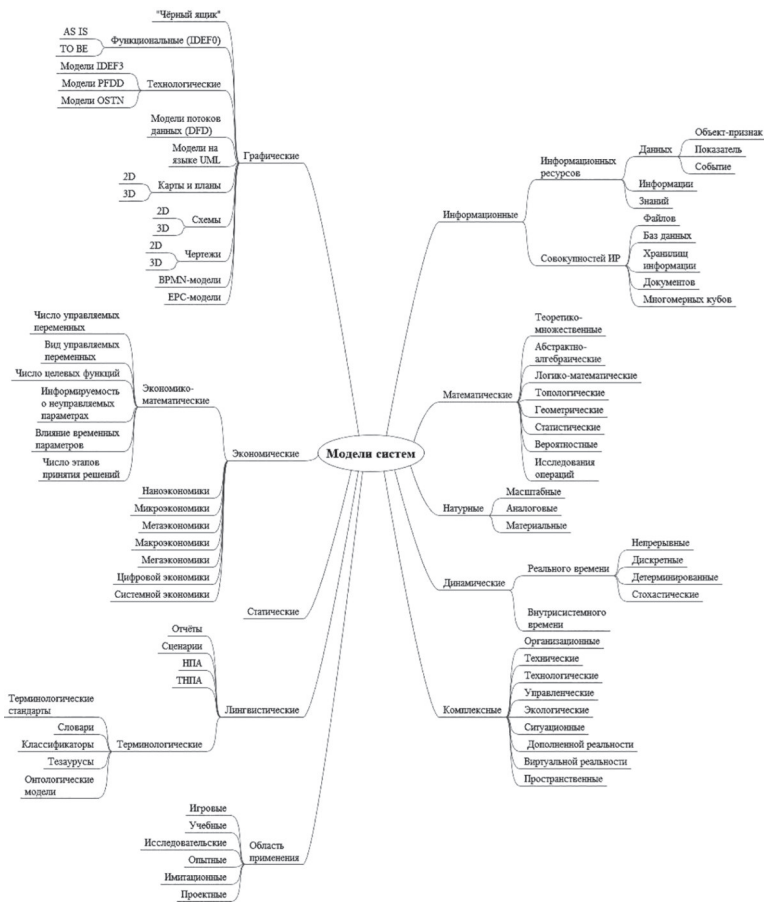 "Чёрный ящик"
AS IS
TO BE
Функциональные (IDEF0)
Модели IDEF3
Модели PFDD
Модели OSTN
Технологические
Модели потоков
данных (DFD)
Модели на
языке UML
2D
3D
Карты и планы
2D
3D
Схемы
2D
3D
Чертежи
BPMN-модели
EPC-модели
Графические
Число управляемых
переменных
Вид управляемых
переменных
Число целевых функций
Информируемость
о неуправляемых
параметрах
Влияние временных
параметров
Число этапов
принятия решений
Экономико-
математические
Наноэкономики
Микроэкономики
Метаэкономики
Макроэкономики
Мегаэкономики
Цифровой экономики
Системной экономики
Экономические
Статические
Отчёты
Сценарии
НПА
ТНПА
Терминологические
стандарты
Словари
Классификаторы
Тезаурусы
Онтологические
модели
Терминологические
Лингвистические
Игровые
Учебные
Исследовательские
Опытные
Имитационные
Проектные
Область
применения
Модели систем
Информационные
Информационных
ресурсов
Данных
Объект-признак
Показатель
Событие
Информации
Знаний
Совокупностей ИР
Файлов
Баз данных
Хранилищ
информации
Документов
Многомерных кубов
Математические
Теоретико-
множественные
Абстрактно-
алгебраические
Логико-математические
Топологические
Геометрические
Статистические
Вероятностные
Исследования
операций
Натурные
Масштабные
Аналоговые
Материальные
Динамические
Реального времени
Непрерывные
Дискретные
Детерминированные
Стохастические
Внутрисистемного
времени
Комплексные
Организационные
Технические
Технологические
Управленческие
Экологические
Ситуационные
Дополненной реальности
Виртуальной реальности
Пространственные